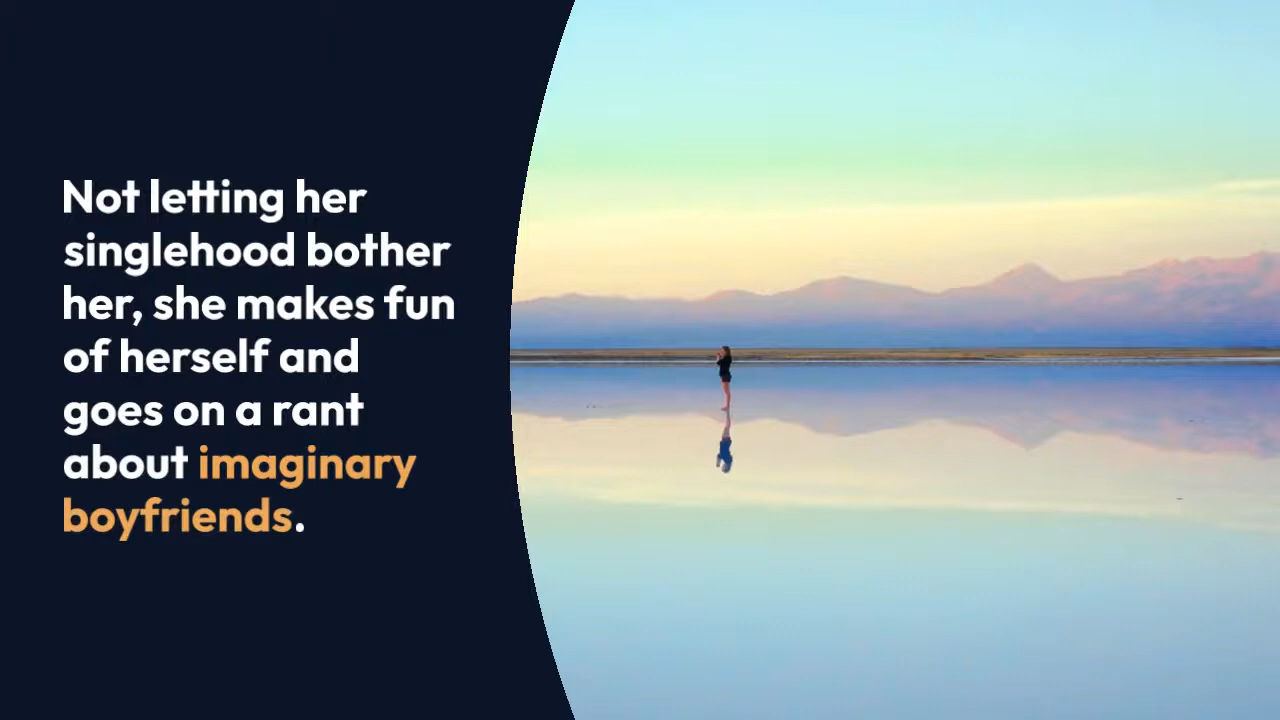 Not letting her
singlehood bother
her, she makes fun
of herself and
goes on a rant
about imaginary
boyfriends.